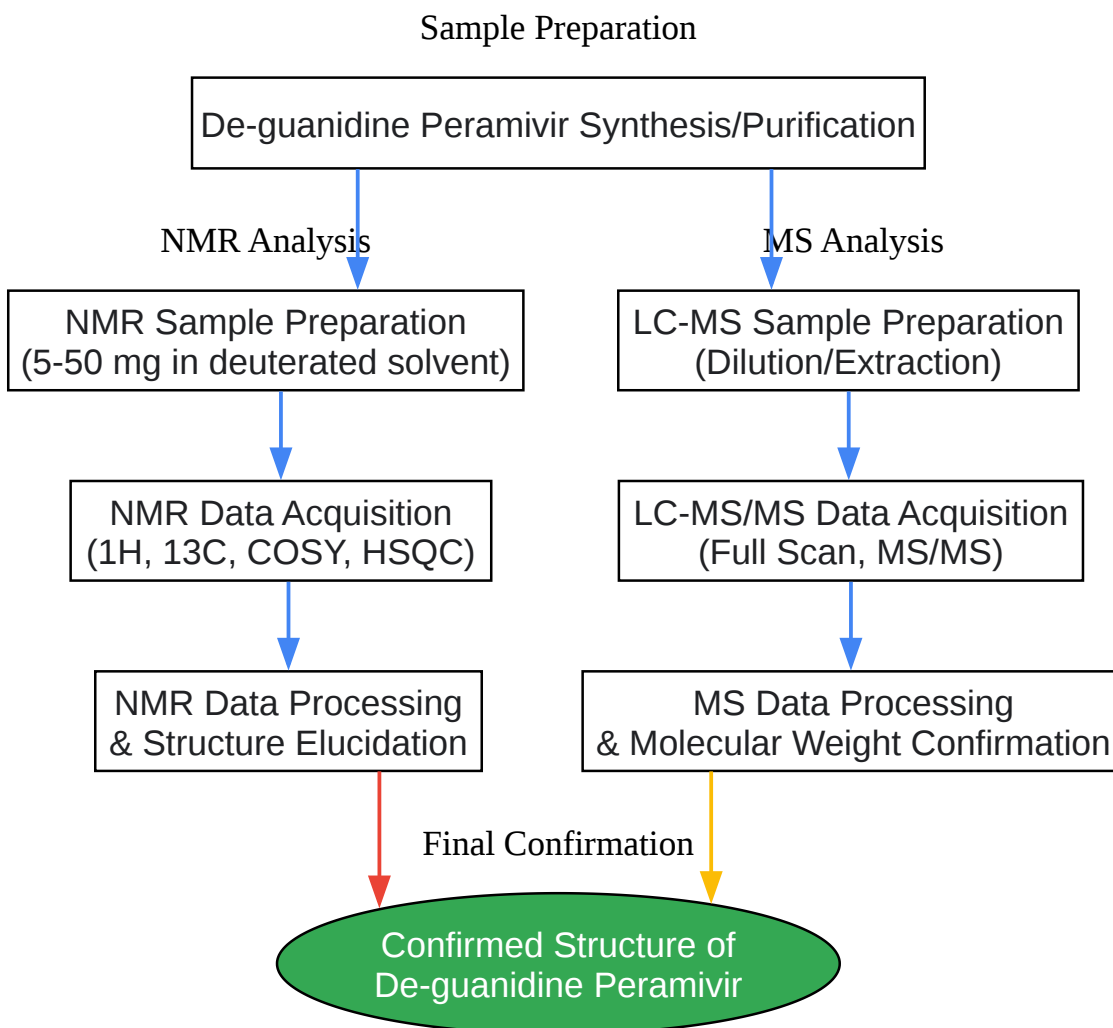 Sample Preparation
De-guanidine Peramivir Synthesis/Purification
NMR Analysis
MS Analysis
NMR Sample Preparation
(5-50 mg in deuterated solvent)
LC-MS Sample Preparation
(Dilution/Extraction)
NMR Data Acquisition
(1H, 13C, COSY, HSQC)
LC-MS/MS Data Acquisition
(Full Scan, MS/MS)
NMR Data Processing
& Structure Elucidation
MS Data Processing
& Molecular Weight Confirmation
Final Confirmation
Confirmed Structure of
De-guanidine Peramivir